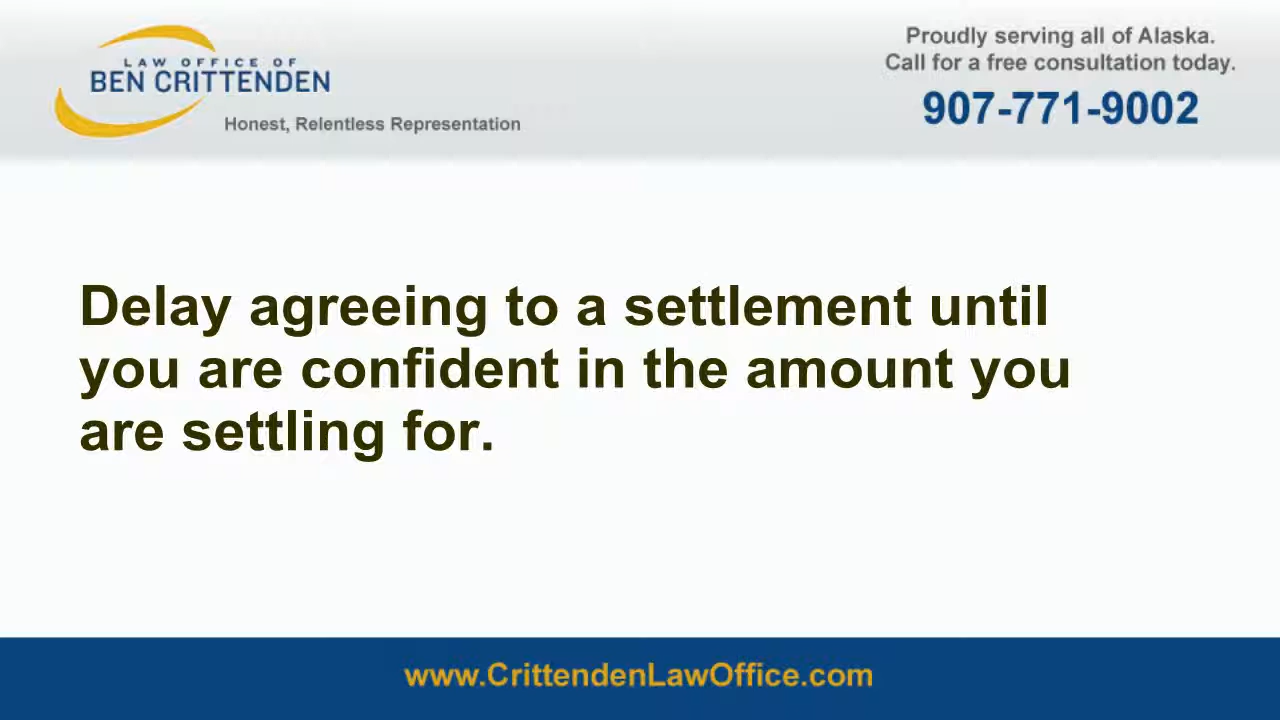 LAW OFFICE OF
BEN CRITTENDEN
Honest, Relentless Representation
Proudly serving all of Alaska.
Call for a free consultation today.
907-771-9002
Delay agreeing to a settlement until
you are confident in the amount you
are settling for.
www.CrittendenLawOffice.com